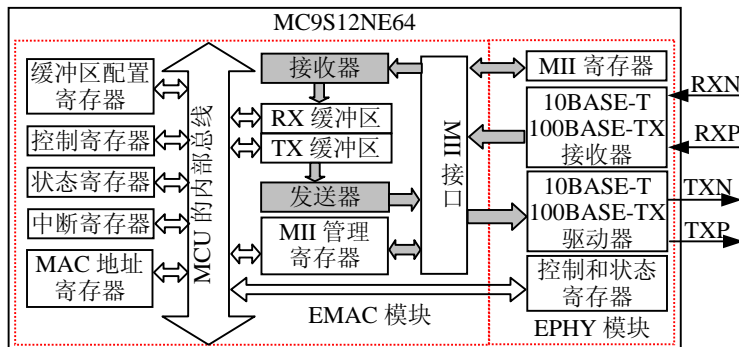 MC9S12NE64
缓冲区配置
寄存器
控制寄存器
状态寄存器
中断寄存器
MAC 地址
寄存器
MCU 的内部总线
接收器
RX 缓冲区
TX 缓冲区
发送器
MII 管理
寄存器
MII 接口
MII 寄存器
10BASE-T
100BASE-TX
接收器
10BASE-T
100BASE-TX
驱动器
控制和状态
寄存器
RXN
RXP
TXN
TXP
EMAC 模块
EPHY 模块